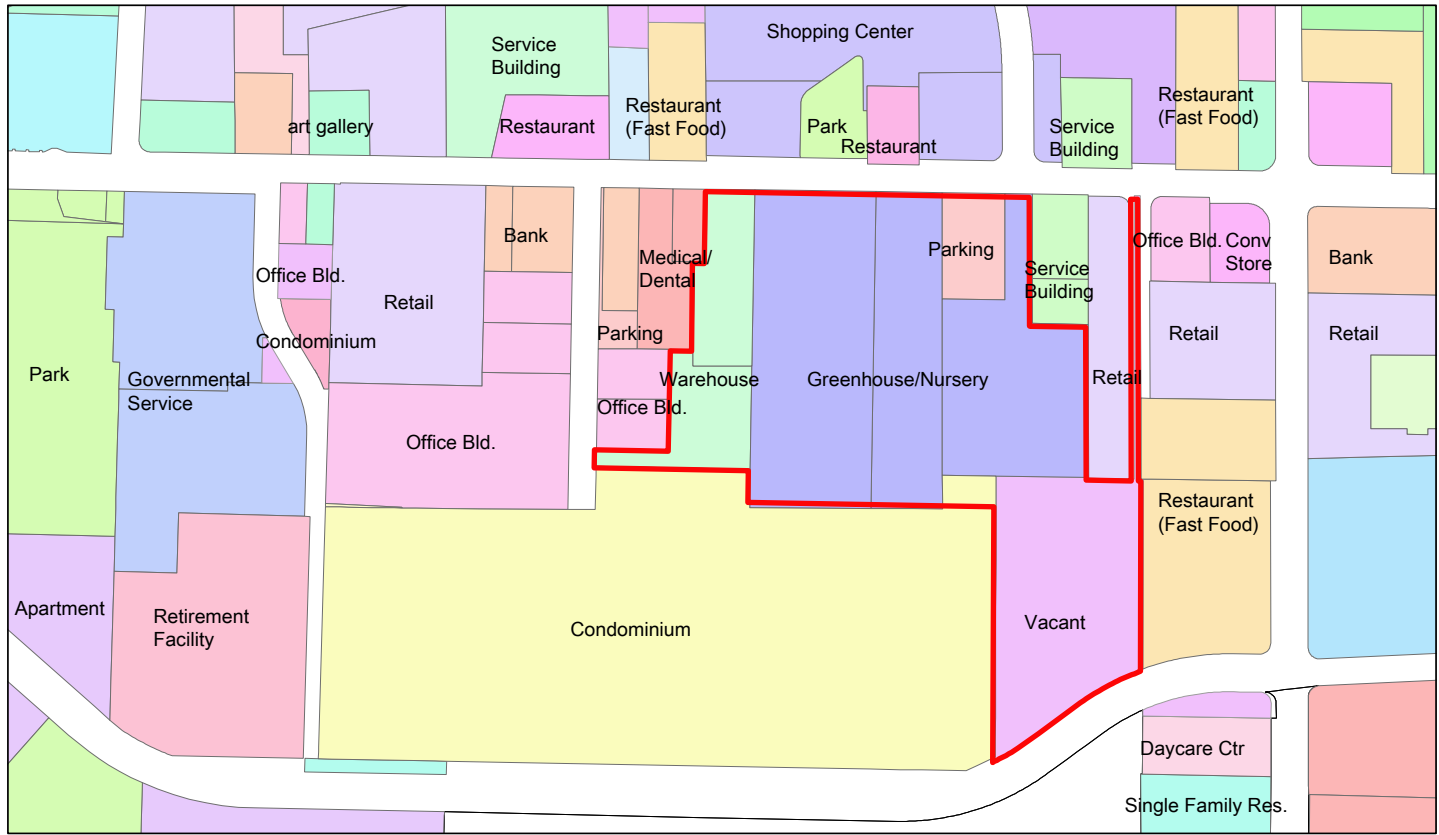 Shopping Center
Service
Building
Restaurant
(Fast Food)
Restaurant
(Fast Food)
art gallery
Restaurant
Park
Restaurant
Service
Building
Bank
Medical/
Dental
Parking
Office Bld.
Conv
Store
Bank
Office Bld.
Service
Building
Retail
Condominium
Parking
Retail
Retail
Park
Governmental
Service
Warehouse
Greenhouse/Nursery
Retail
Office Bld.
Office Bld.
Restaurant
(Fast Food)
Apartment
Retirement
Facility
Condominium
Vacant
Daycare Ctr
Single Family Res.